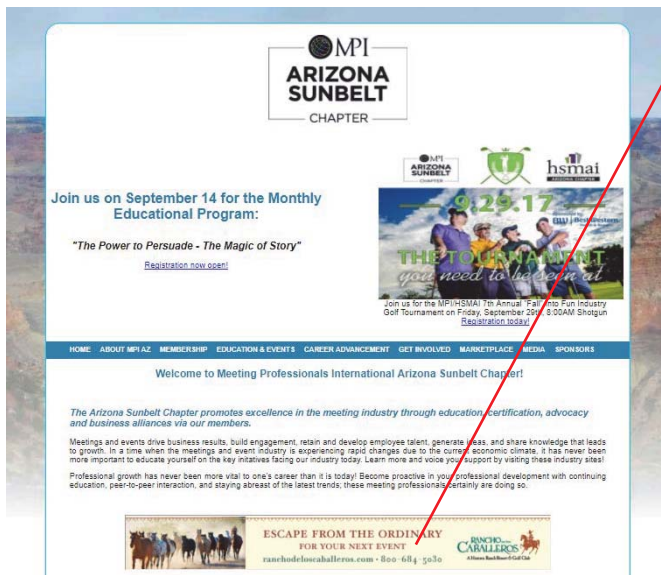 MPI
ARIZONA
SUNBELT
CHAPTER
MPI
ARIZONA
SUNBELT
CHAPTER
hsmai
ARIZONA CHAPTER
Join us on September 14 for the Monthly
Educational Program:
"The Power to Persuade - The Magic of Story"
Registration now open!
9.29.17
Best Western
THE TOURNAMENT
you need to be seen at
Join us for the MPI/HSMAI 7th Annual "Fall" Into Fun Industry
Golf Tournament on Friday, September 29th, 8:00AM Shotgun
Registration today!
HOME ABOUT MPI AZ MEMBERSHIP EDUCATION & EVENTS CAREER ADVANCEMENT GET INVOLVED MARKETPLACE MEDIA SPONSORS
Welcome to Meeting Professionals International Arizona Sunbelt Chapter!
The Arizona Sunbelt Chapter promotes excellence in the meeting industry through education, certification, advocacy
and business alliances via our members.
Meetings and events drive business results, build engagement, retain and develop employee talent, generate ideas, and share knowledge that leads
to growth. In a time when the meetings and event industry is experiencing rapid changes due to the current economic climate, it has never been
more important to educate yourself on the key initatives facing our industry today. Learn more and voice your support by visiting these industry sites!
Professional growth has never been more vital to one's career than it is today! Become proactive in your professional development with continuing
education, peer-to-peer interaction, and staying abreast of the latest trends; these meeting professionals certainly are doing so.
ESCAPE FROM THE ORDINARY
FOR YOUR NEXT EVENT
ranchodeloscaballeros.com • 800-684-5030
RANCHO DE LOS
CABALLEROS
A Historic Ranch Resort & Golf Club